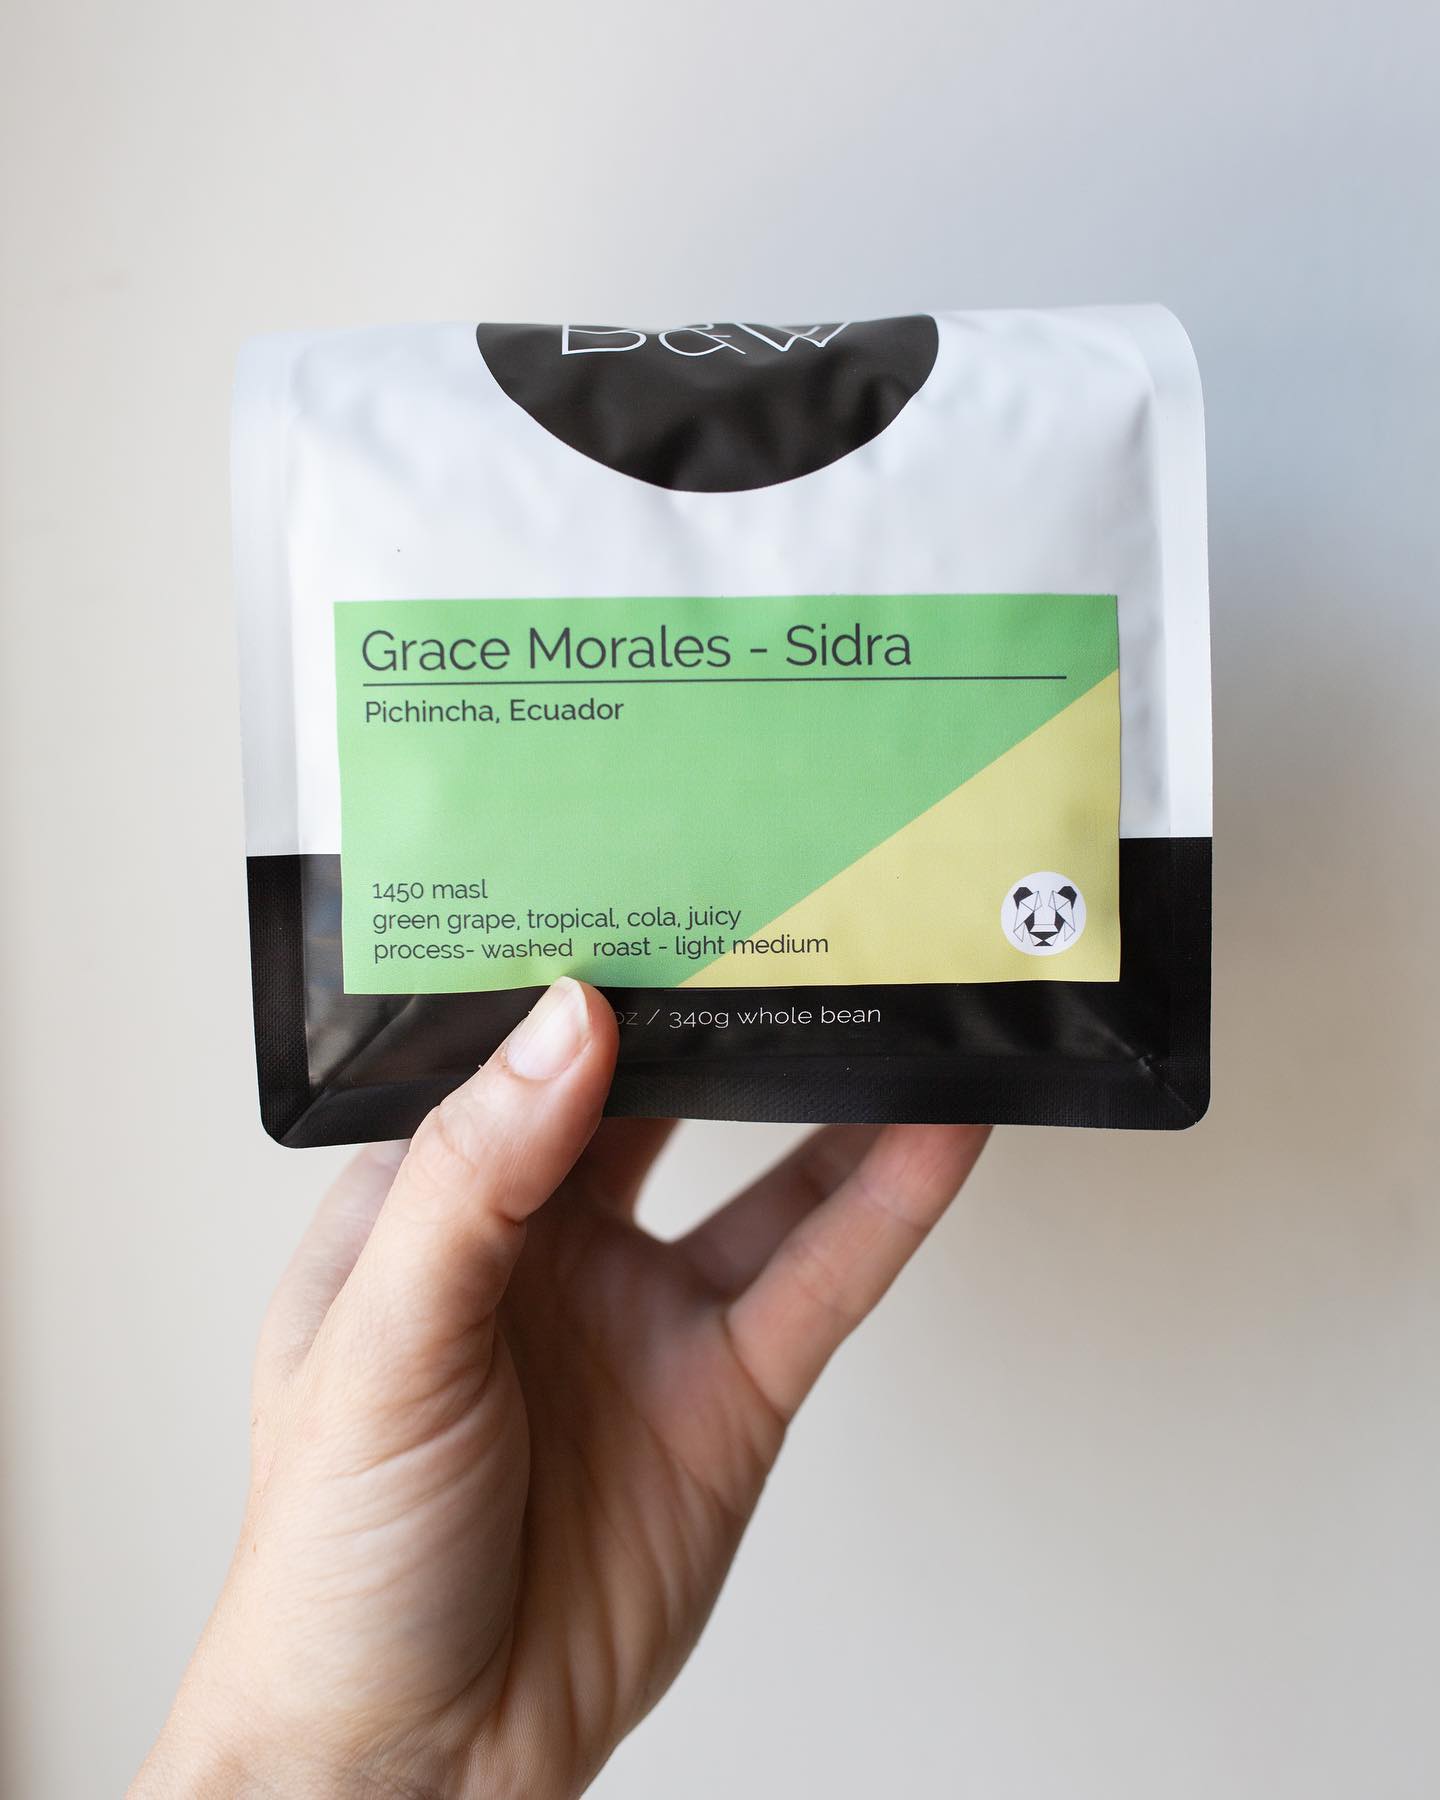 B&W
Grace Morales - Sidra
Pichincha, Ecuador
1450 masl
green grape, tropical, cola, juicy
process- washed roast - light medium
oz / 340g whole bean